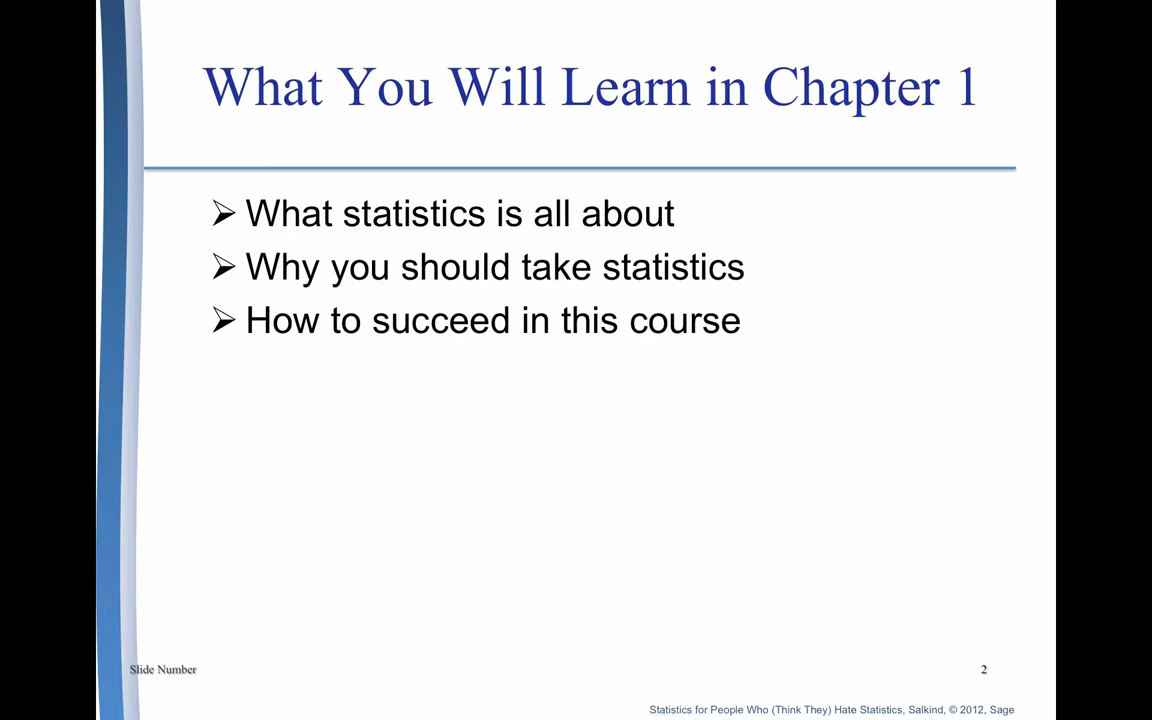 What You Will Learn in Chapter 1
➢ What statistics is all about
➢ Why you should take statistics
➢ How to succeed in this course
Slide Number 2
Statistics for People Who (Think They) Hate Statistics, Salkind, © 2012, Sage